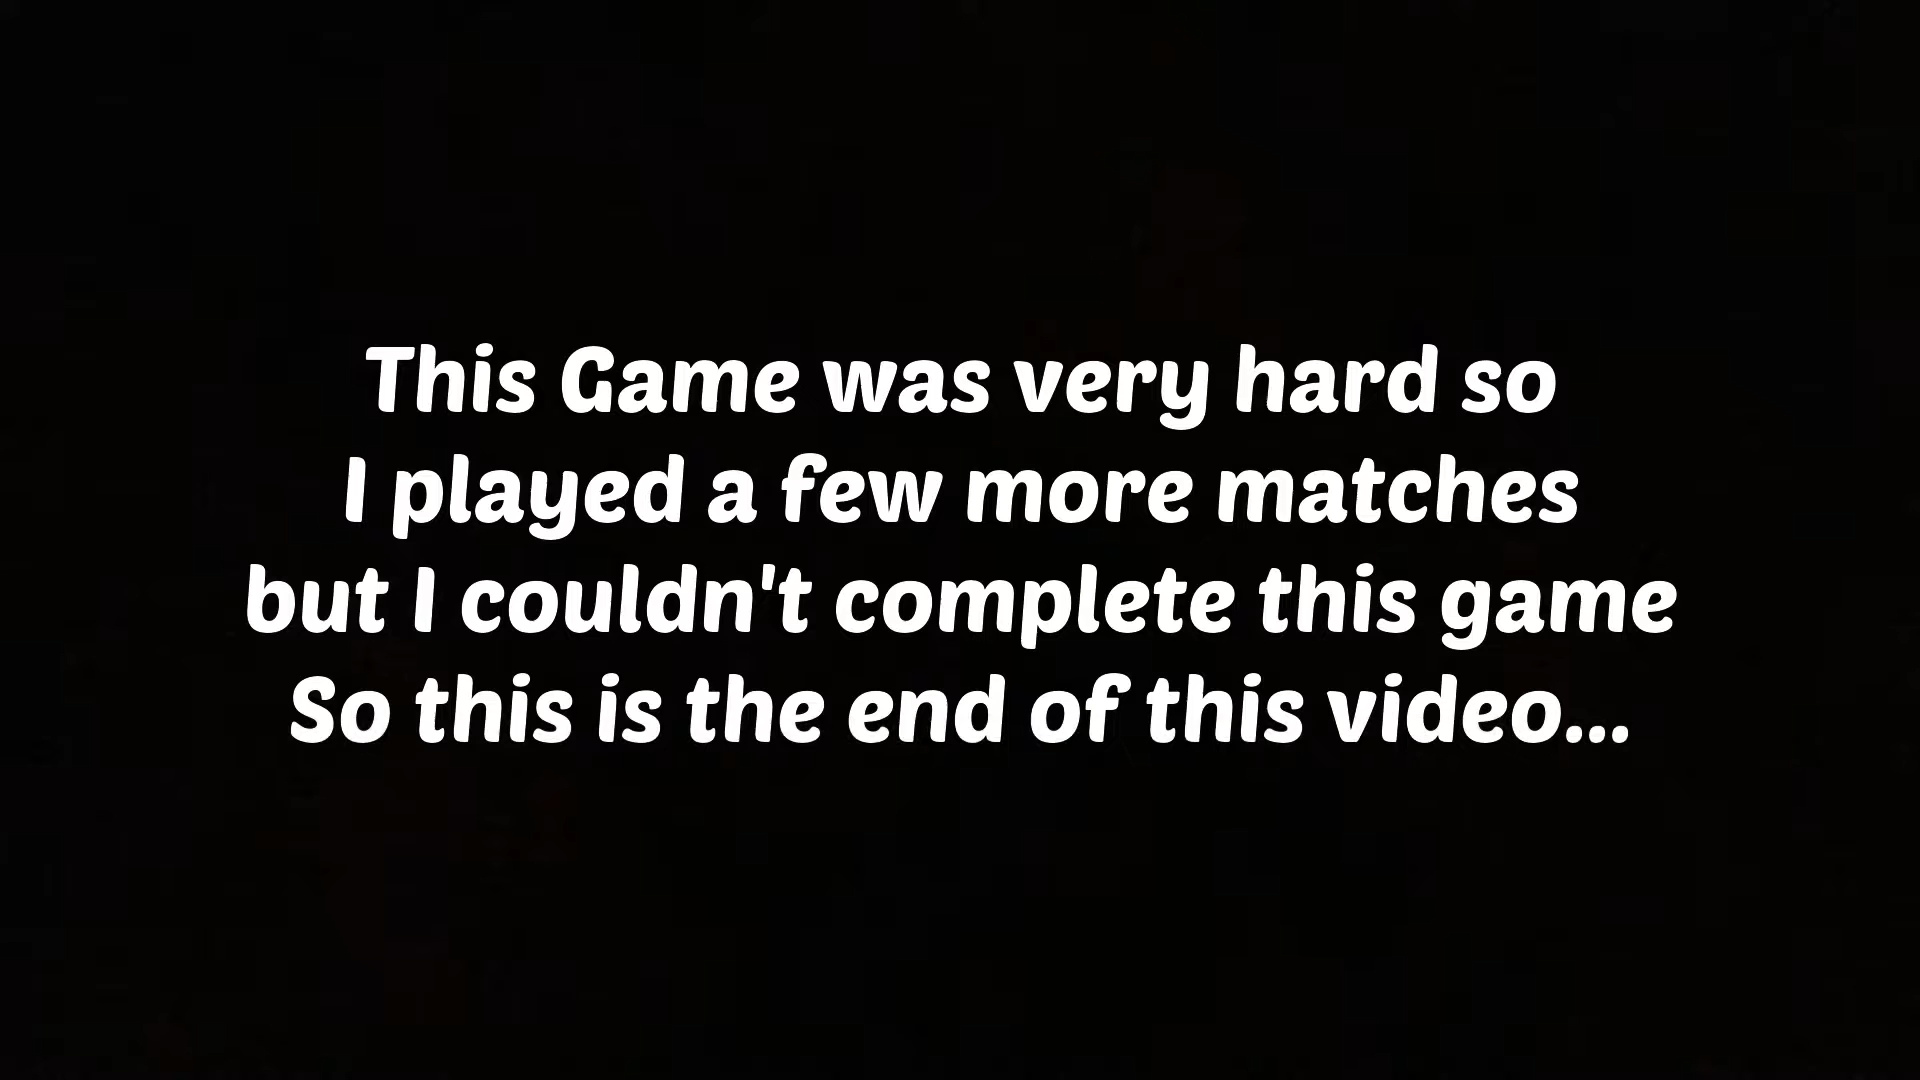 This Game was very hard so
I played a few more matches
but I couldn't complete this game
So this is the end of this video...